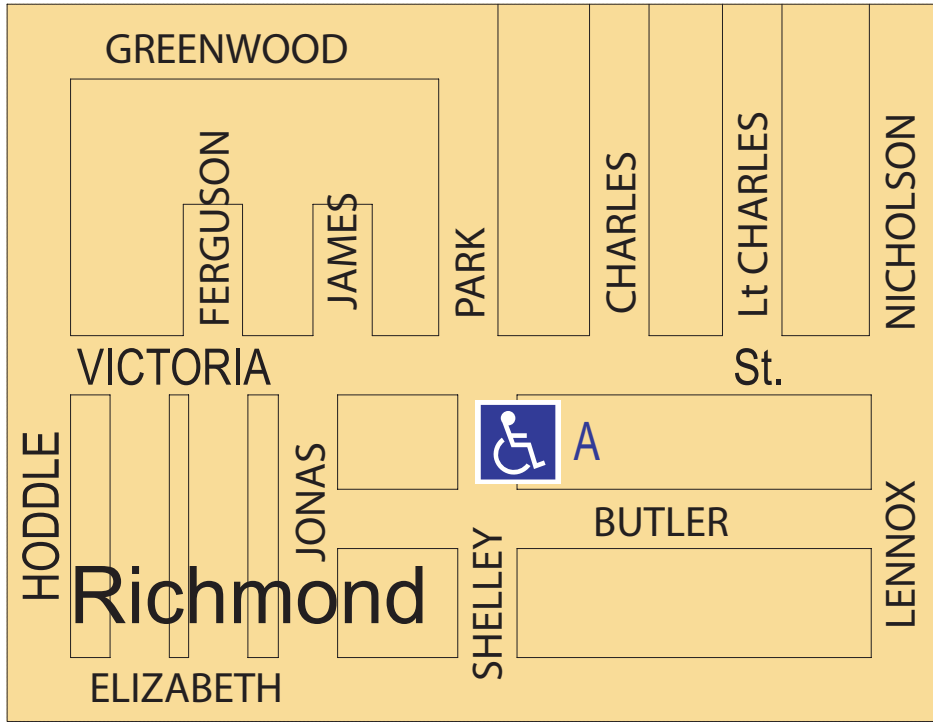 GREENWOOD
FERGUSON
JAMES
PARK
CHARLES
Lt CHARLES
NICHOLSON
VICTORIA St.
HODDLE
JONAS
A
SHELLEY
BUTLER
LENNOX
Richmond
ELIZABETH